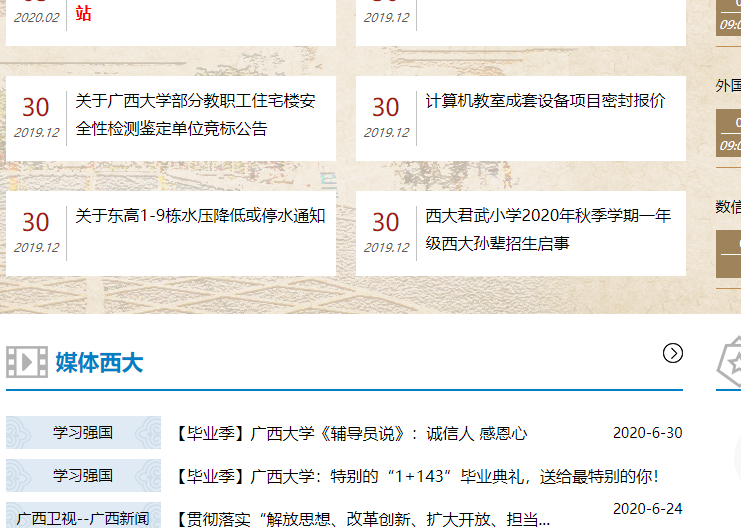 2020.02
站
2019.12
09:0
30
2019.12
关于广西大学部分教职工住宅楼安
全性检测鉴定单位竞标公告
30
2019.12
计算机教室成套设备项目密封报价
外国
09:0
30
2019.12
关于东高1-9栋水压降低或停水通知
30
2019.12
西大君武小学2020年秋季学期一年
级西大孙辈招生启事
数信
媒体西大
学习强国
【毕业季】广西大学《辅导员说》：诚信人 感恩心
2020-6-30
学习强国
【毕业季】广西大学：特别的“1+143”毕业典礼，送给最特别的你！
广西卫视--广西新闻
【贯彻落实“解放思想、改革创新、扩大开放、担当...
2020-6-24